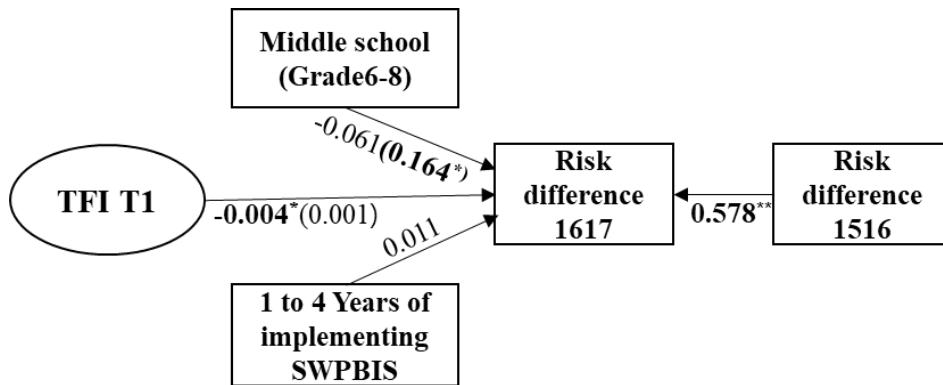 Middle school
(Grade6-8)
-0.061(0.164*)
TFI T1
-0.004*(0.001)
Risk
difference
1617
0.578**
Risk
difference
1516
0.011
1 to 4 Years of
implementing
SWPBIS